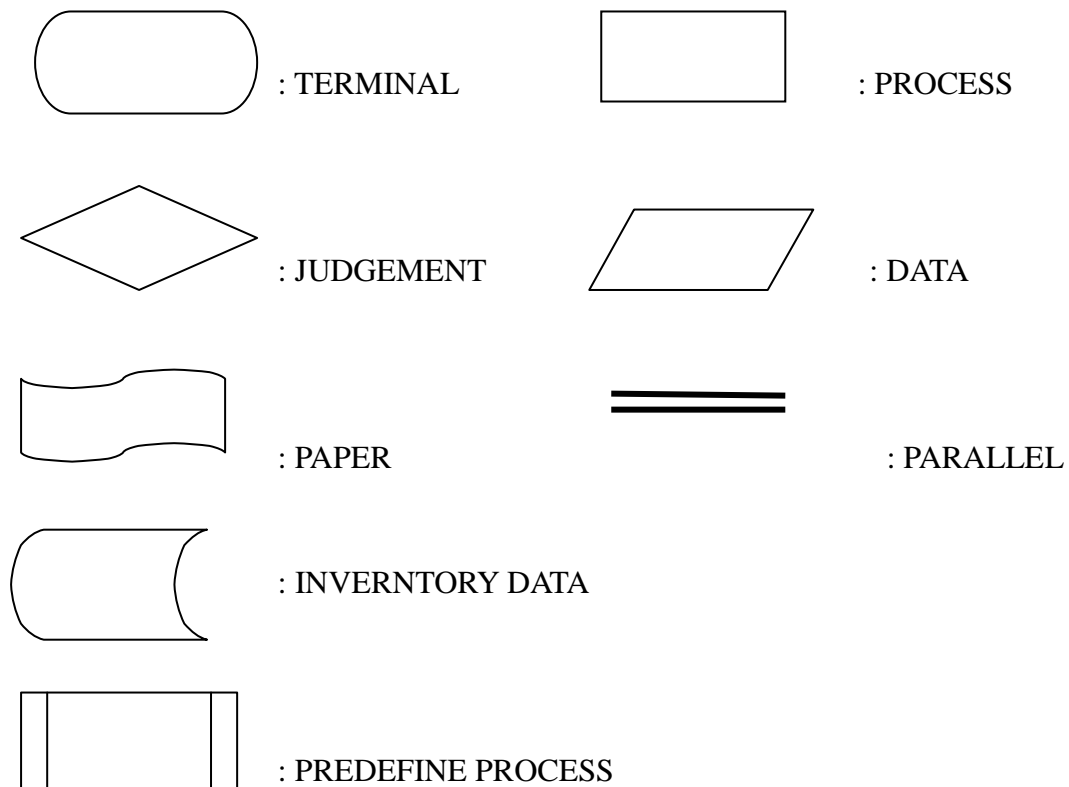 : TERMINAL : PROCESS
: JUDGEMENT : DATA
: PAPER : PARALLEL
: INVERNTORY DATA
: PREDEFINE PROCESS